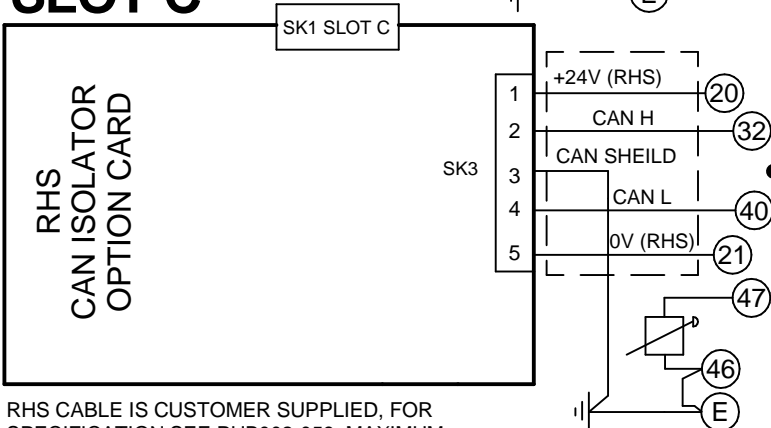 SLOT C
E
SK1 SLOT C
RHS
CAN ISOLATOR
OPTION CARD
SK3
1
+24V (RHS)
20
2
CAN H
32
3
CAN SHEILD
4
CAN L
40
5
0V (RHS)
21
47
46
E
RHS CABLE IS CUSTOMER SUPPLIED, FOR